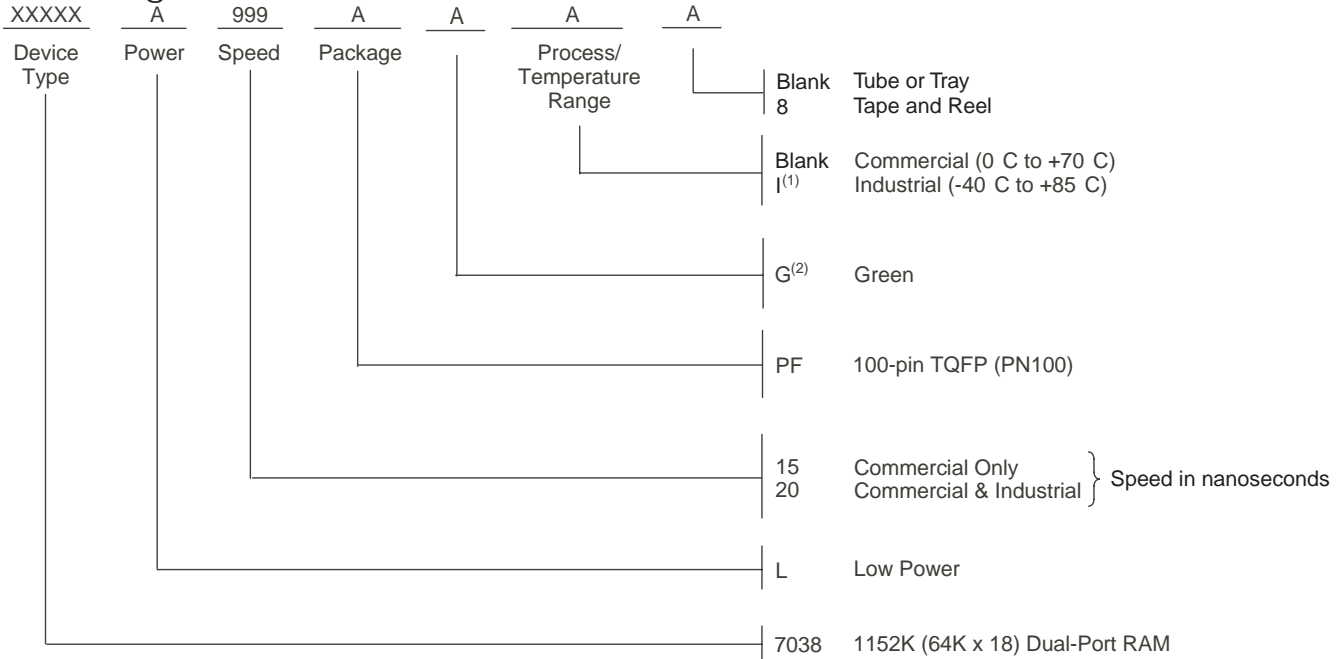 XXXXX A 999 A A A A
Device Type Power Speed Package Process/ Temperature Range
Blank Tube or Tray
8 Tape and Reel
Blank Commercial (0 C to +70 C)
I(1) Industrial (-40 C to +85 C)
G(2) Green
PF 100-pin TQFP (PN100)
15 Commercial Only
20 Commercial & Industrial
Speed in nanoseconds
L Low Power
7038 1152K (64K x 18) Dual-Port RAM